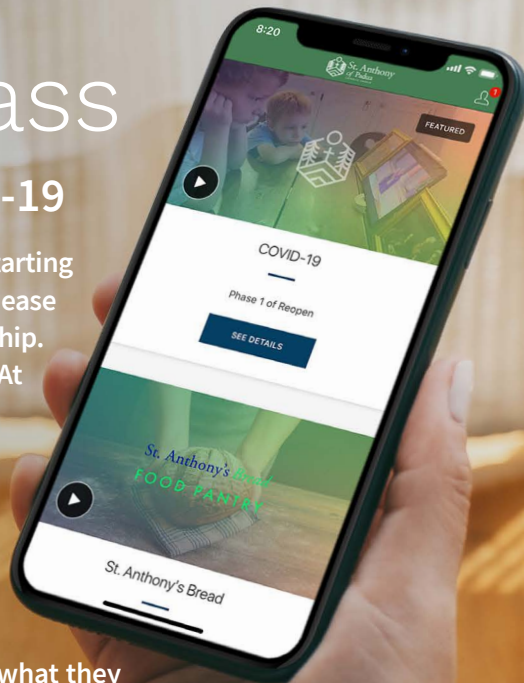 ass
-19
arting
ease
hip.
At
what they
8:20
St. Anthony
of Padua
1
FEATURED
COVID-19
Phase 1 of Reopen
SEE DETAILS
St. Anthony's Bread
FOOD PANTRY
St. Anthony's Bread